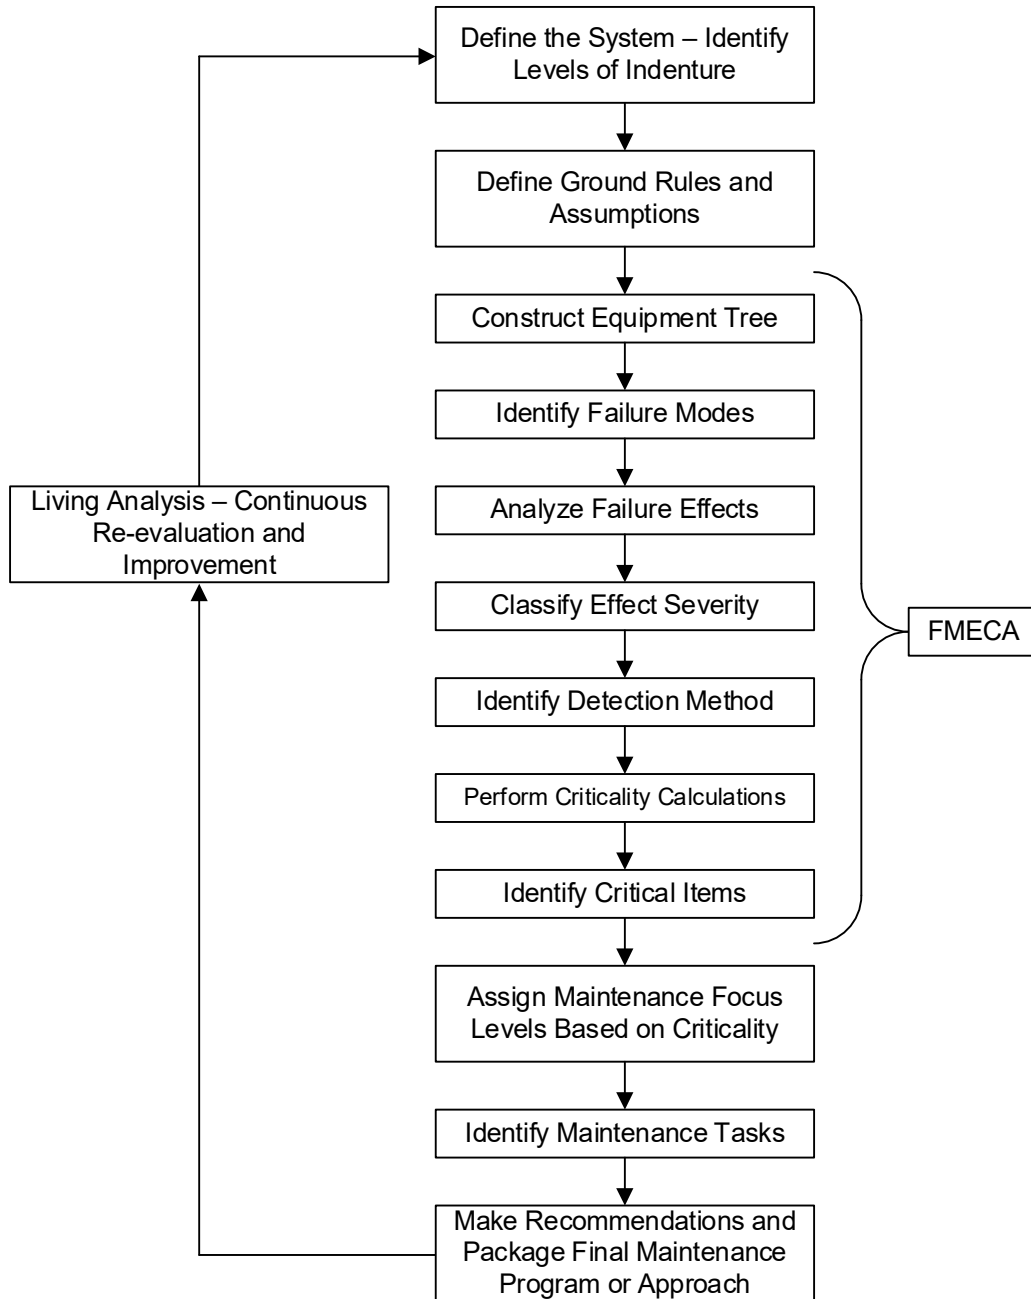 Define the System – Identify
Levels of Indenture
Define Ground Rules and
Assumptions
Construct Equipment Tree
Identify Failure Modes
Analyze Failure Effects
Classify Effect Severity
Identify Detection Method
Perform Criticality Calculations
Identify Critical Items
Assign Maintenance Focus
Levels Based on Criticality
Identify Maintenance Tasks
Make Recommendations and
Package Final Maintenance
Program or Approach
Living Analysis – Continuous
Re-evaluation and
Improvement
FMECA